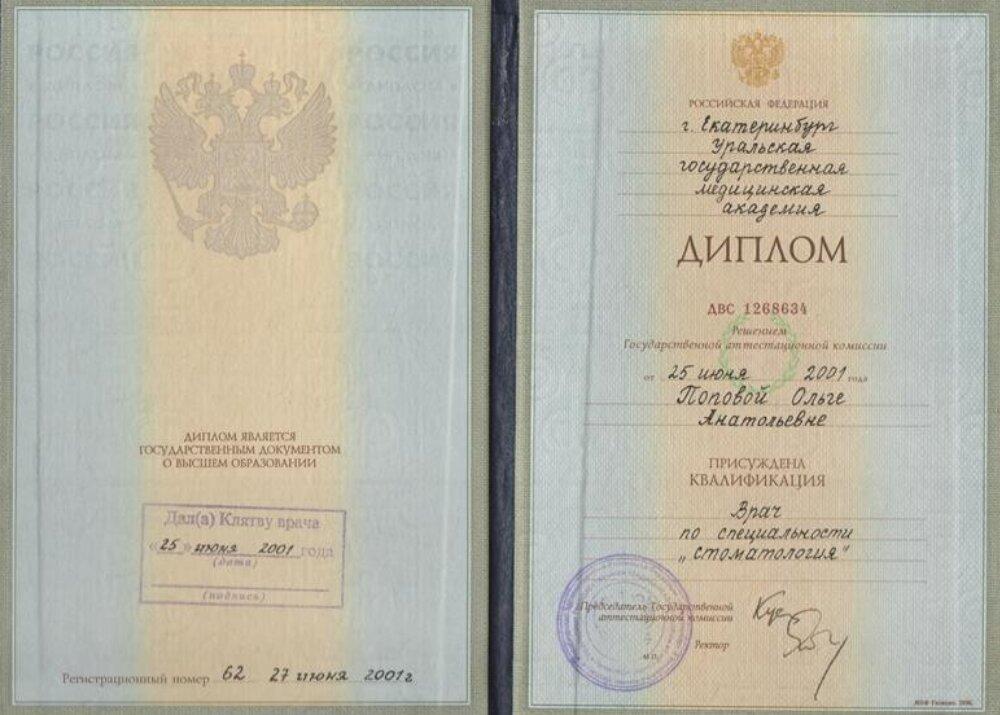 ДИПЛОМ ЯВЛЯЕТСЯ
ГОСУДАРСТВЕННЫМ ДОКУМЕНТОМ
О ВЫСШЕМ ОБРАЗОВАНИИ
Дал(а) Клятву врача
«25» июня 2001 года
(дата)
(подпись)
Регистрационный номер 62 27 июня 2001г
РОССИЙСКАЯ ФЕДЕРАЦИЯ
г. Екатеринбург
Уральская
государственная
медицинская
академия
ДИПЛОМ
ДВС 1268634
Решением
Государственной аттестационной комиссии
от 25 июня 2001 года
Поповой Ольге
Анатольевне
ПРИСУЖДЕНА
КВАЛИФИКАЦИЯ
Врач
по специальности
„стоматология"
Председатель Государственной
аттестационной комиссии
Ректор
М.П.